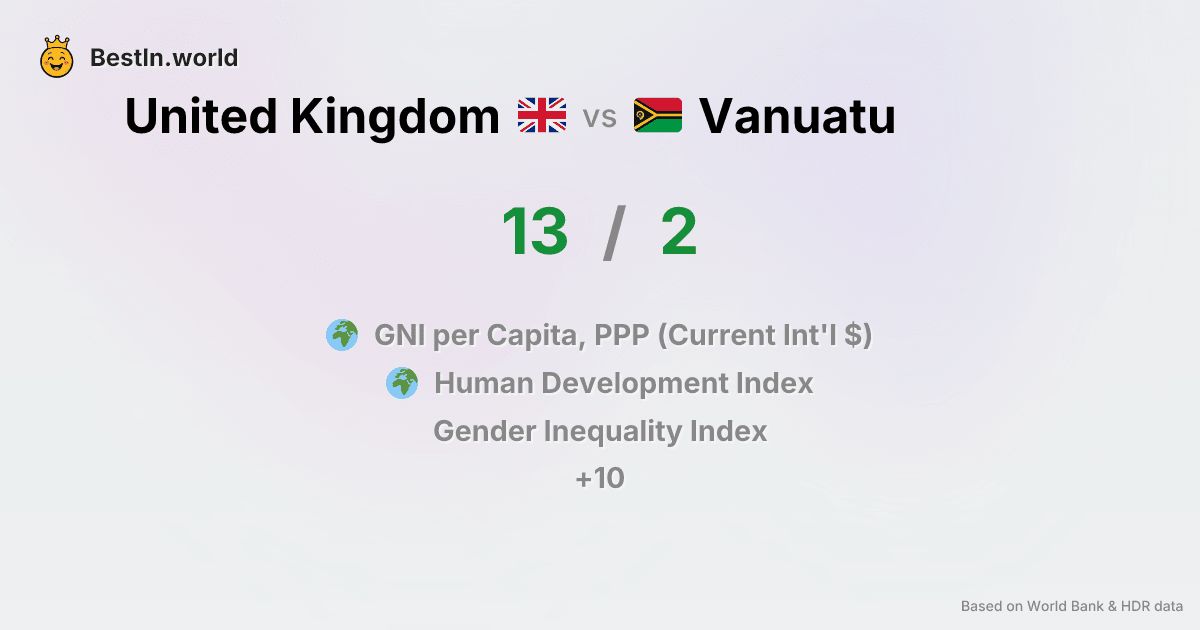 BestIn.world
United Kingdom vs Vanuatu
13 / 2
GNI per Capita, PPP (Current Int'l $)
Human Development Index
Gender Inequality Index
+10
Based on World Bank & HDR data